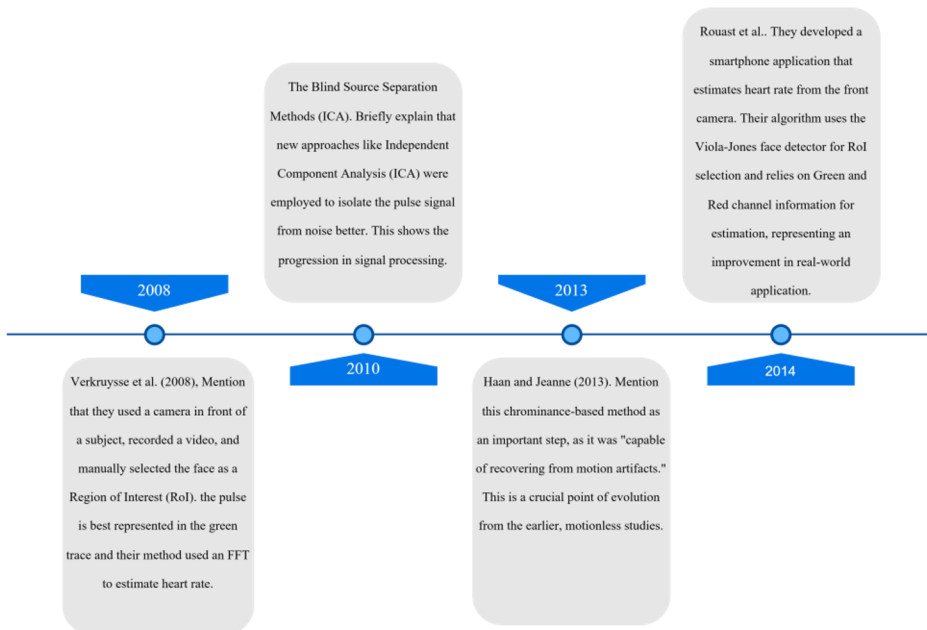 2008
Verkruysse et al. (2008), Mention
that they used a camera in front of
a subject, recorded a video, and
manually selected the face as a
Region of Interest (RoI). the pulse
is best represented in the green
trace and their method used an FFT
to estimate heart rate.
The Blind Source Separation
Methods (ICA). Briefly explain that
new approaches like Independent
Component Analysis (ICA) were
employed to isolate the pulse signal
from noise better. This shows the
progression in signal processing.
2010
2013
Haan and Jeanne (2013). Mention
this chrominance-based method as
an important step, as it was "capable
of recovering from motion artifacts."
This is a crucial point of evolution
from the earlier, motionless studies.
Rouast et al.. They developed a
smartphone application that
estimates heart rate from the front
camera. Their algorithm uses the
Viola-Jones face detector for RoI
selection and relies on Green and
Red channel information for
estimation, representing an
improvement in real-world
application.
2014